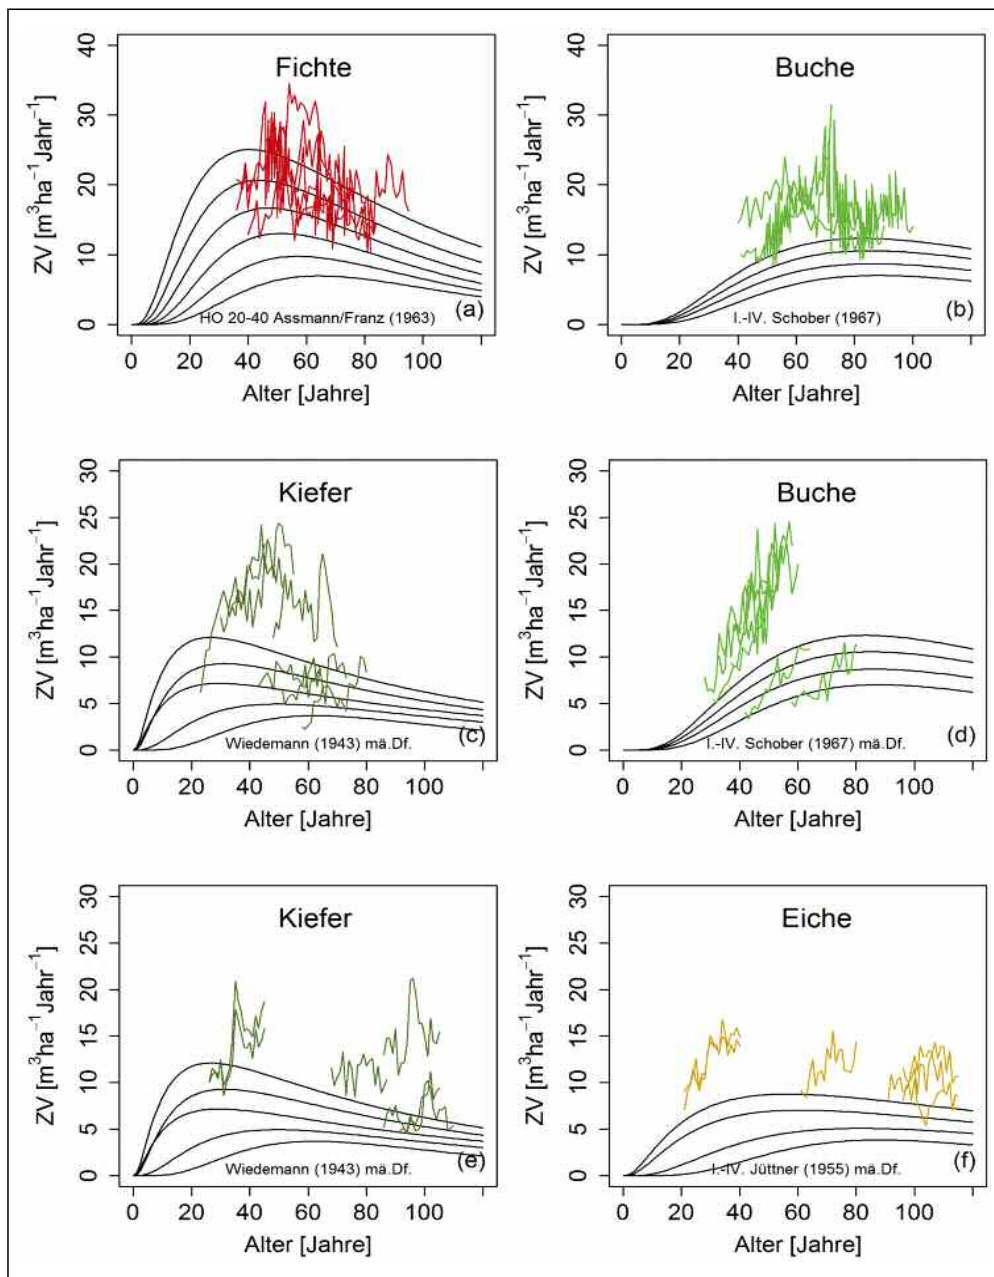 Fichte
ZV [m³ha⁻¹Jahr⁻¹]
0 10 20 30 40
HO 20-40 Assmann/Franz (1963)
(a)
0 20 40 60 80 100
Alter [Jahre]
Buche
ZV [m³ha⁻¹Jahr⁻¹]
0 10 20 30 40
I.-IV. Schober (1967)
(b)
0 20 40 60 80 100
Alter [Jahre]
Kiefer
ZV [m³ha⁻¹Jahr⁻¹]
0 5 10 15 20 25 30
Wiedemann (1943) mä.Df.
(c)
0 20 40 60 80 100
Alter [Jahre]
Buche
ZV [m³ha⁻¹Jahr⁻¹]
0 5 10 15 20 25 30
I.-IV. Schober (1967) mä.Df.
(d)
0 20 40 60 80 100
Alter [Jahre]
Kiefer
ZV [m³ha⁻¹Jahr⁻¹]
0 5 10 15 20 25 30
Wiedemann (1943) mä.Df.
(e)
0 20 40 60 80 100
Alter [Jahre]
Eiche
ZV [m³ha⁻¹Jahr⁻¹]
0 5 10 15 20 25 30
I.-IV. Jüttner (1955) mä.Df.
(f)
0 20 40 60 80 100
Alter [Jahre]